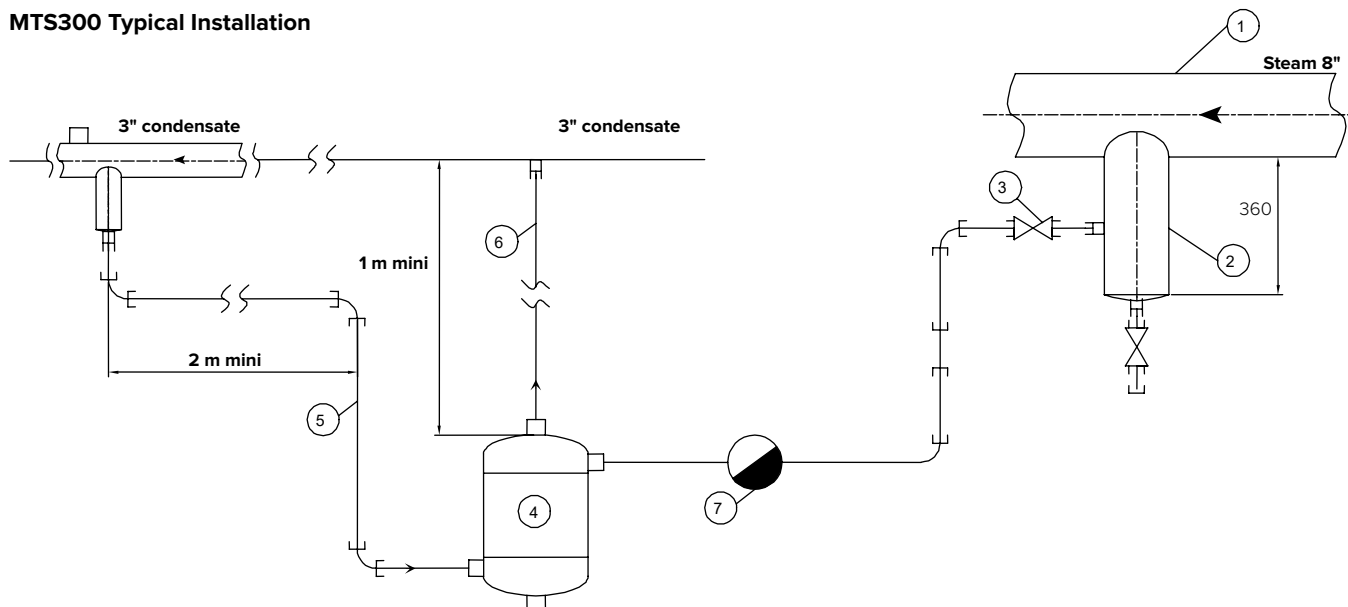 MTS300 Typical Installation
1
Steam 8"
3" condensate
3" condensate
3
360
6
1 m mini
2
2 m mini
5
4
7